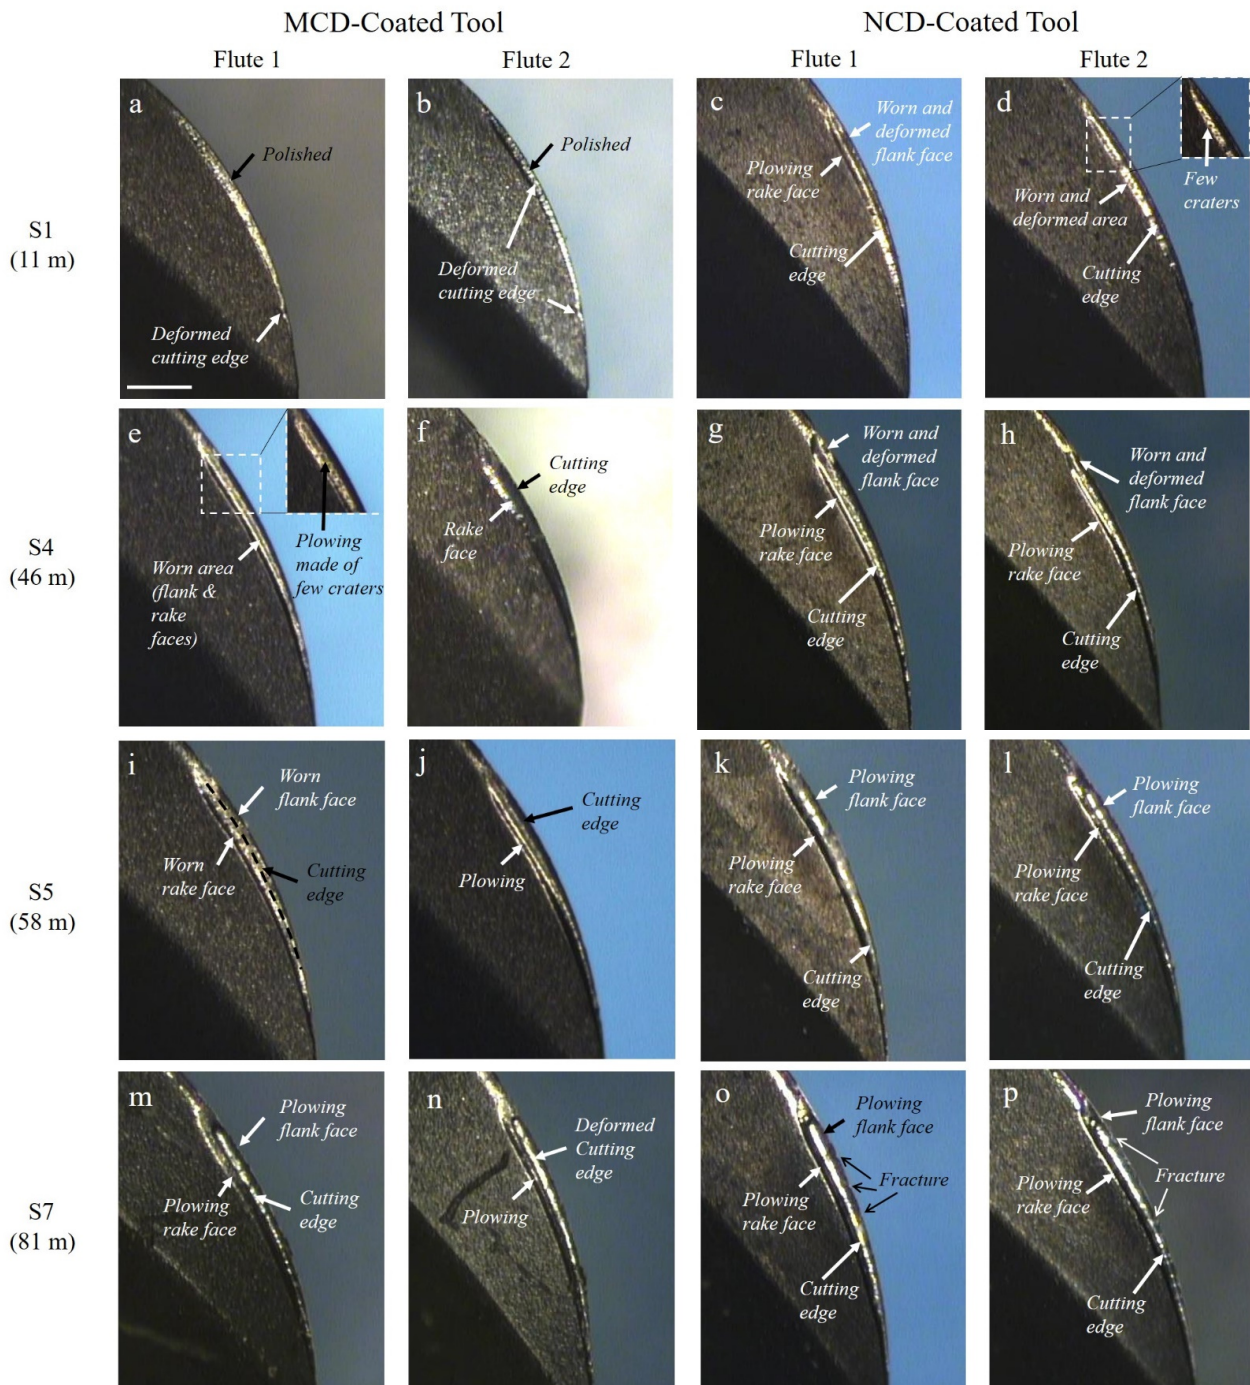 MCD-Coated Tool
NCD-Coated Tool
Flute 1
Flute 2
Flute 1
Flute 2
S1
(11 m)
a
Polished
Deformed
cutting edge
b
Polished
Deformed
cutting edge
c
Worn and
deformed
flank face
Plowing
rake face
Cutting
edge
d
Few
craters
Worn and
deformed area
Cutting
edge
S4
(46 m)
e
Plowing
made of
few craters
Worn area
(flank &
rake
faces)
f
Cutting
edge
Rake
face
g
Worn and
deformed
flank face
Plowing
rake face
Cutting
edge
h
Worn and
deformed
flank face
Plowing
rake face
Cutting
edge
S5
(58 m)
i
Worn
flank face
Worn
rake face
Cutting
edge
j
Cutting
edge
Plowing
k
Plowing
flank face
Plowing
rake face
Cutting
edge
l
Plowing
flank face
Plowing
rake face
Cutting
edge
S7
(81 m)
m
Plowing
flank face
Plowing
rake face
Cutting
edge
n
Deformed
Cutting
edge
Plowing
o
Plowing
flank face
Fracture
Plowing
rake face
Cutting
edge
p
Plowing
flank face
Fracture
Plowing
rake face
Cutting
edge